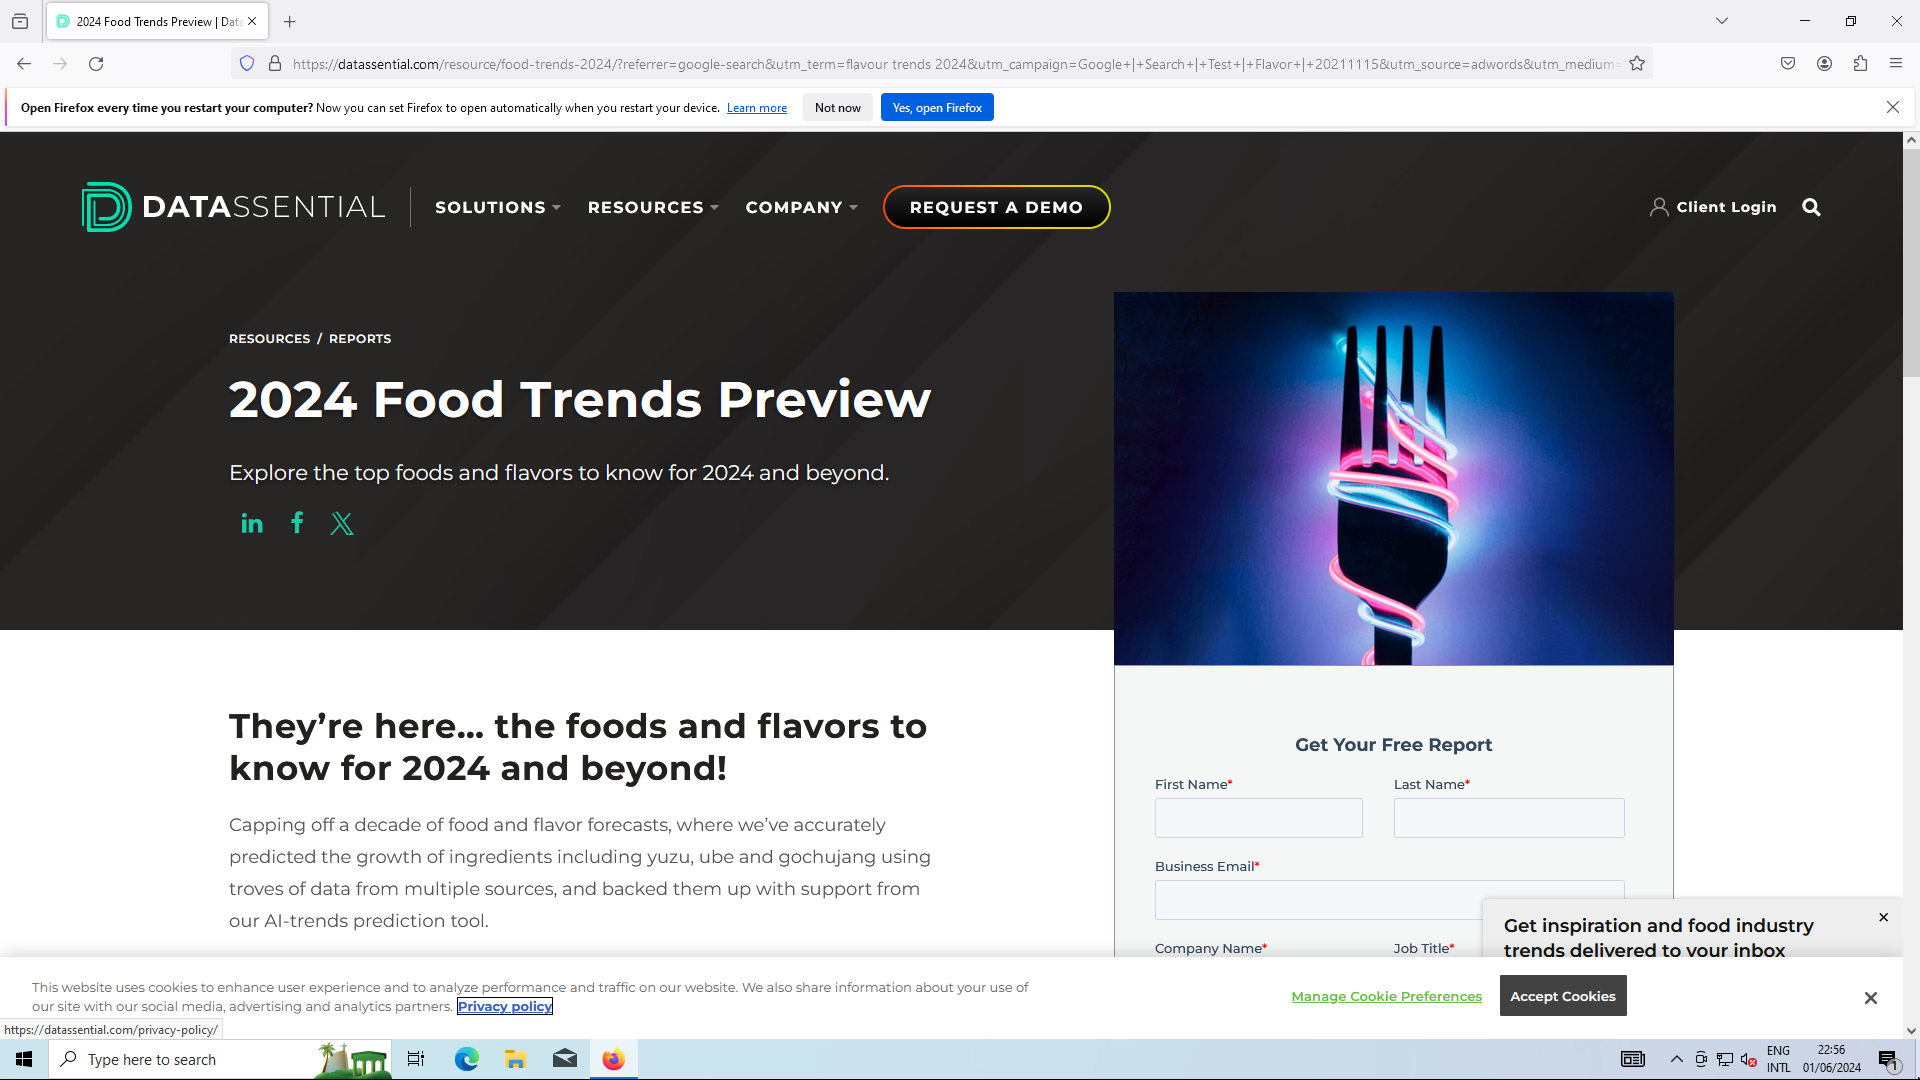 2024 Food Trends Preview | Data
https://datassential.com/resource/food-trends-2024/?referrer=google-search&utm_term=flavour trends 2024&utm_campaign=Google+|+Search+|+Test+|+Flavor+|+20211115&utm_source=adwords&utm_medium=
Open Firefox every time you restart your computer? Now you can set Firefox to open automatically when you restart your device. Learn more Not now Yes, open Firefox
DATASSENTIAL SOLUTIONS RESOURCES COMPANY REQUEST A DEMO Client Login
RESOURCES / REPORTS
2024 Food Trends Preview
Explore the top foods and flavors to know for 2024 and beyond.
They’re here… the foods and flavors to
know for 2024 and beyond!
Capping off a decade of food and flavor forecasts, where we’ve accurately
predicted the growth of ingredients including yuzu, ube and gochujang using
troves of data from multiple sources, and backed them up with support from
our AI-trends prediction tool.
Get Your Free Report
First Name* Last Name*
Business Email*
Company Name* Job Title*
Get inspiration and food industry
trends delivered to your inbox
This website uses cookies to enhance user experience and to analyze performance and traffic on our website. We also share information about your use of
our site with our social media, advertising and analytics partners. Privacy policy
Manage Cookie Preferences Accept Cookies
https://datassential.com/privacy-policy/
Type here to search
ENG
INTL
22:56
01/06/2024
1